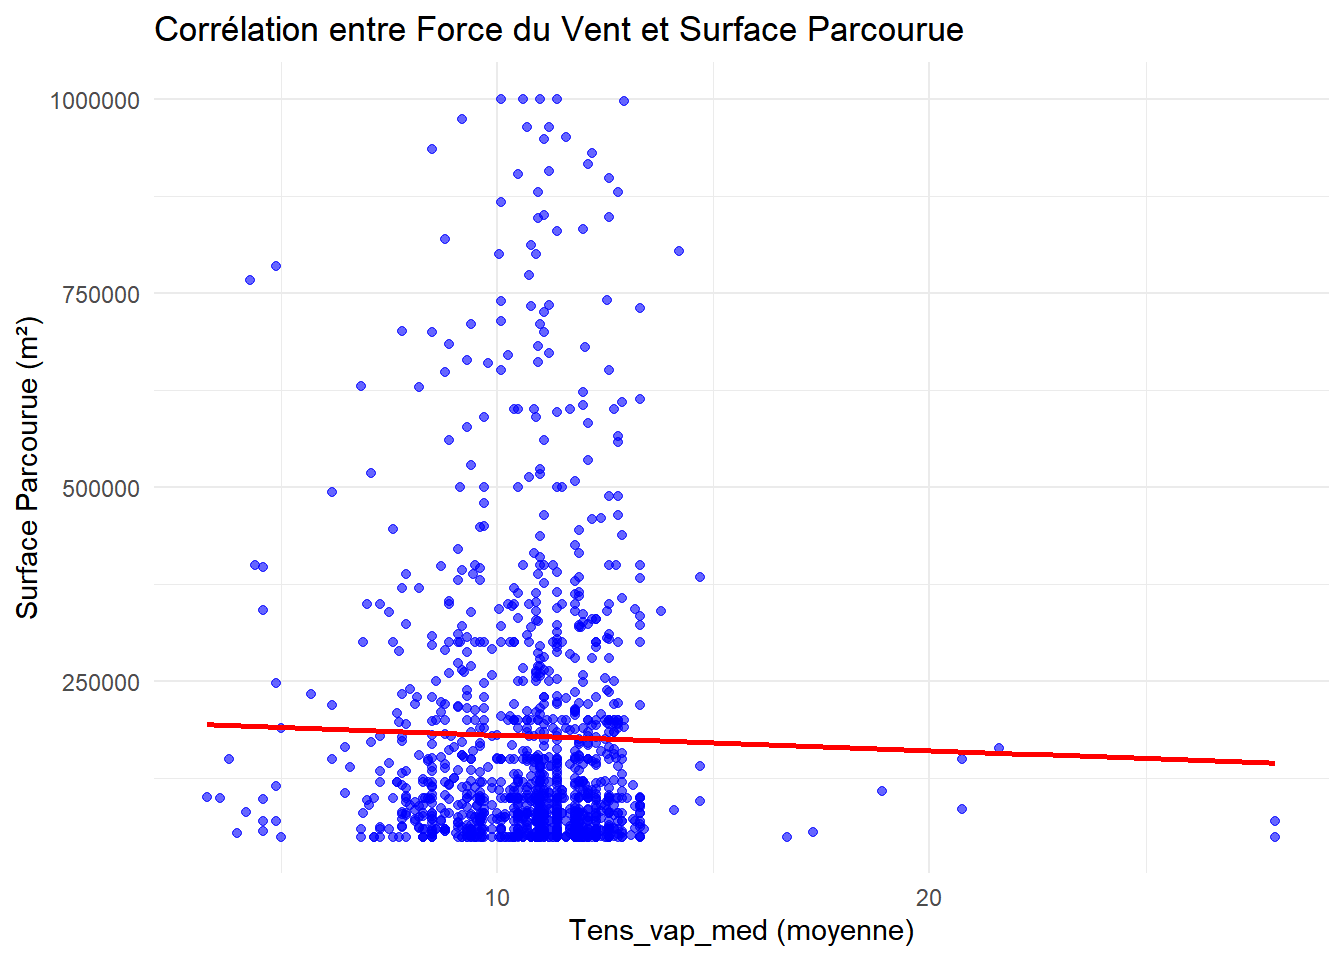 Corrélation entre Force du Vent et Surface Parcourue
1000000
750000
500000
250000
Surface Parcourue (m²)
10
20
Tens_vap_med (moyenne)